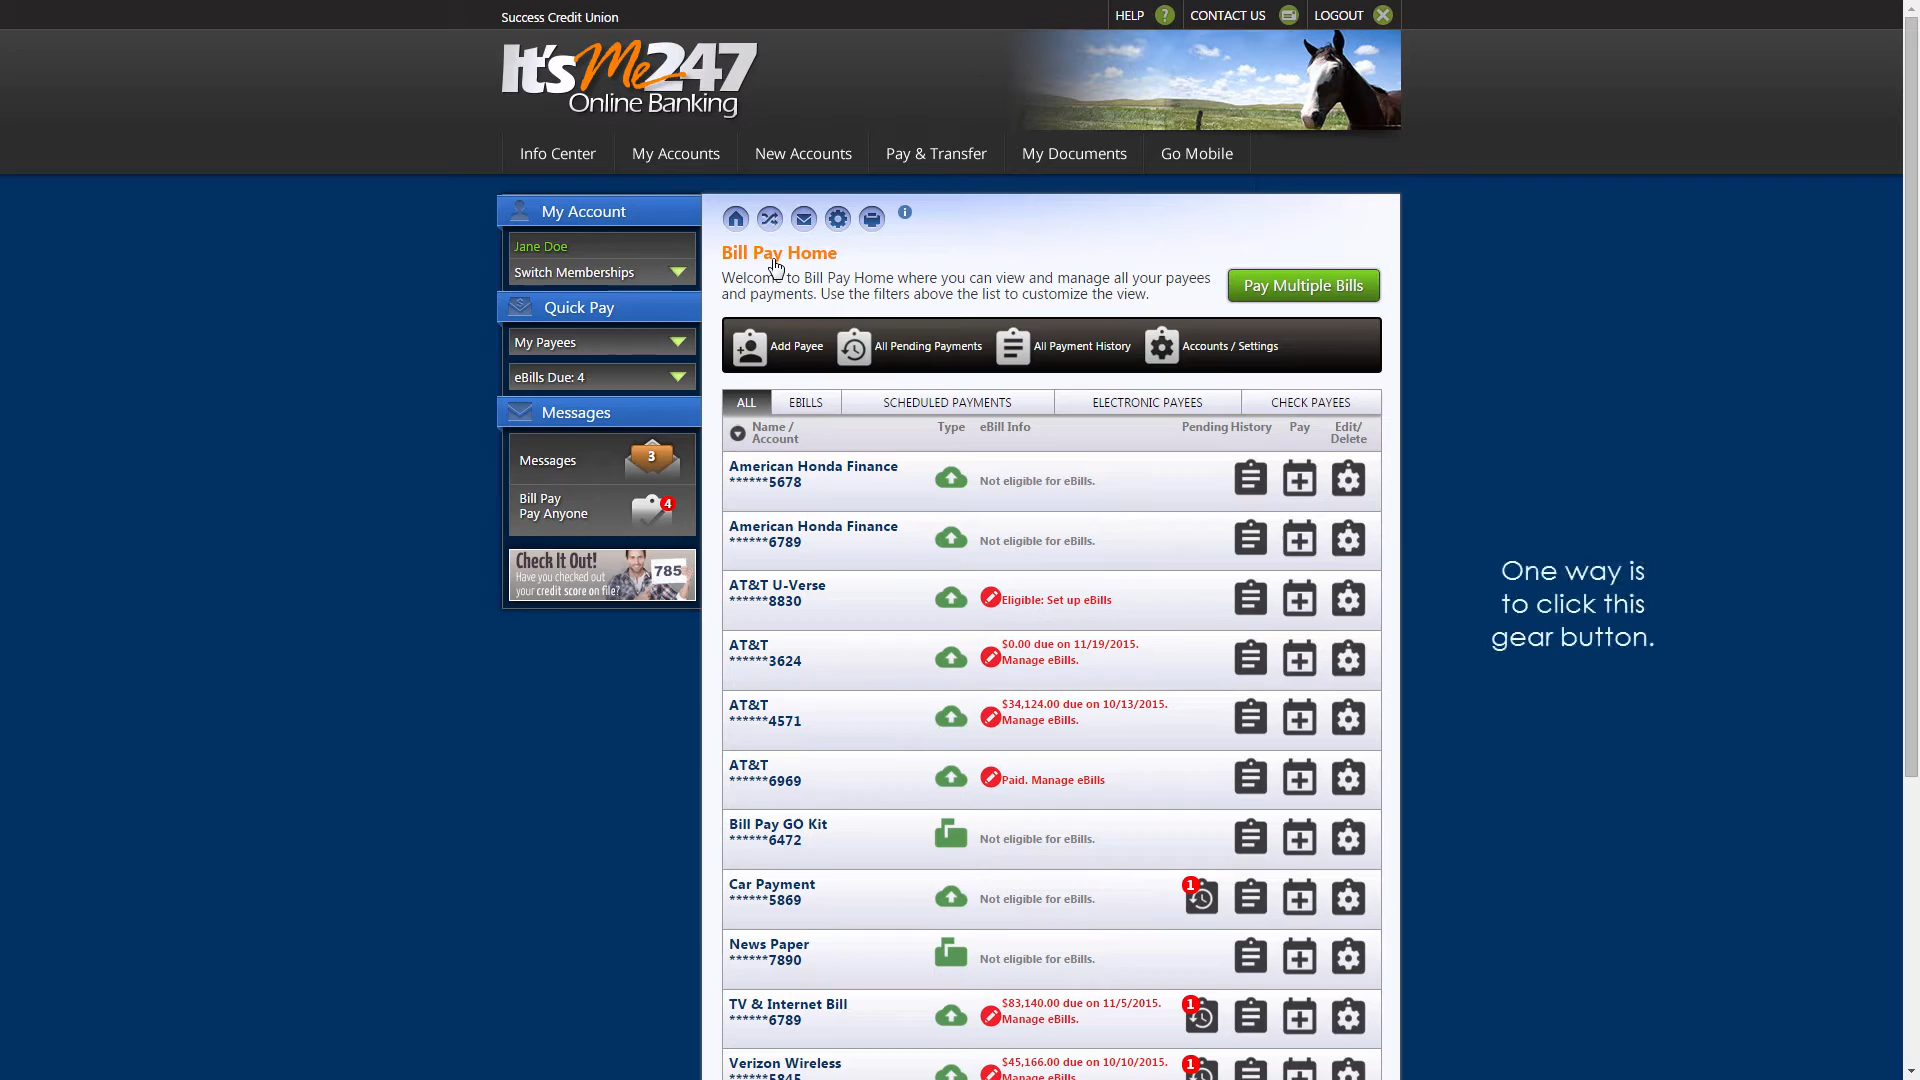 Success Credit Union
HELP
CONTACT US
LOGOUT
It's Me 247
Online Banking
Info Center
My Accounts
New Accounts
Pay & Transfer
My Documents
Go Mobile
My Account
Jane Doe
Switch Memberships
Quick Pay
My Payees
eBills Due: 4
Messages
Messages
3
Bill Pay
Pay Anyone
4
Check It Out!
Have you checked out
your credit score on file?
785
Bill Pay Home
Welcome to Bill Pay Home where you can view and manage all your payees
and payments. Use the filters above the list to customize the view.
Pay Multiple Bills
Add Payee
All Pending Payments
All Payment History
Accounts / Settings
ALL
EBILLS
SCHEDULED PAYMENTS
ELECTRONIC PAYEES
CHECK PAYEES
Name /
Account
Type
eBill Info
Pending
History
Pay
Edit/
Delete
American Honda Finance
******5678
Not eligible for eBills.
American Honda Finance
******6789
Not eligible for eBills.
AT&T U-Verse
******8830
Eligible: Set up eBills
AT&T
******3624
$0.00 due on 11/19/2015.
Manage eBills.
AT&T
******4571
$34,124.00 due on 10/13/2015.
Manage eBills.
AT&T
******6969
Paid. Manage eBills
Bill Pay GO Kit
******6472
Not eligible for eBills.
Car Payment
******5869
Not eligible for eBills.
1
News Paper
******7890
Not eligible for eBills.
TV & Internet Bill
******6789
$83,140.00 due on 11/5/2015.
Manage eBills.
1
Verizon Wireless
******5845
$45,166.00 due on 10/10/2015.
Manage eBills.
1
One way is
to click this
gear button.